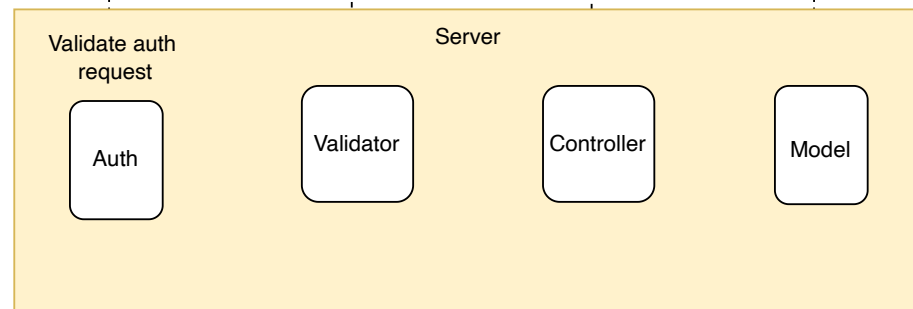 Server
Validate auth
request
Auth
Validator
Controller
Model